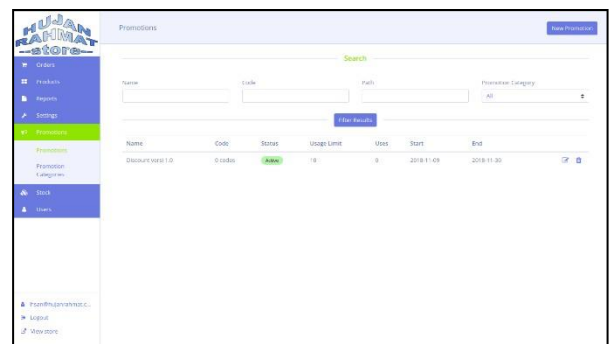 HUJAN
RAHMAT
store
Orders
Products
Reports
Settings
Promotions
Promotions
Promotion
Categories
Stock
Users
Logout
View store
Promotions
New Promotion
Search
Name Code Path Promotion Category
All
Filter Results
Name Code Status Usage Limit Uses Start End
Discount versi 1.0 0 codes Active 10 0 2018-11-09 2018-11-30